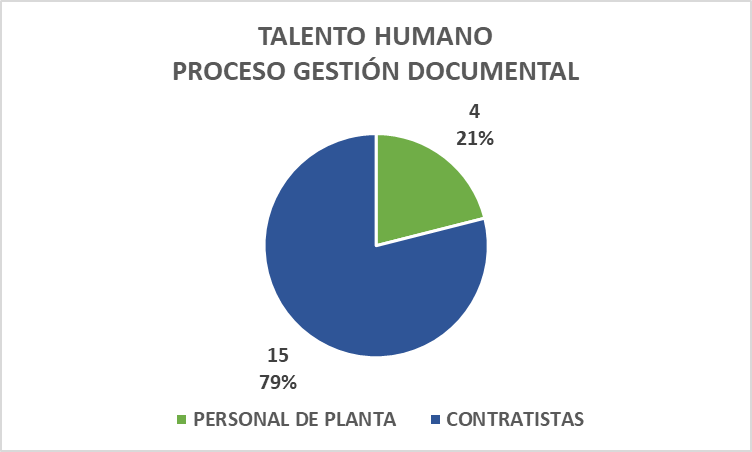 TALENTO HUMANO
PROCESO GESTIÓN DOCUMENTAL
4
21%
15
79%
PERSONAL DE PLANTA
CONTRATISTAS